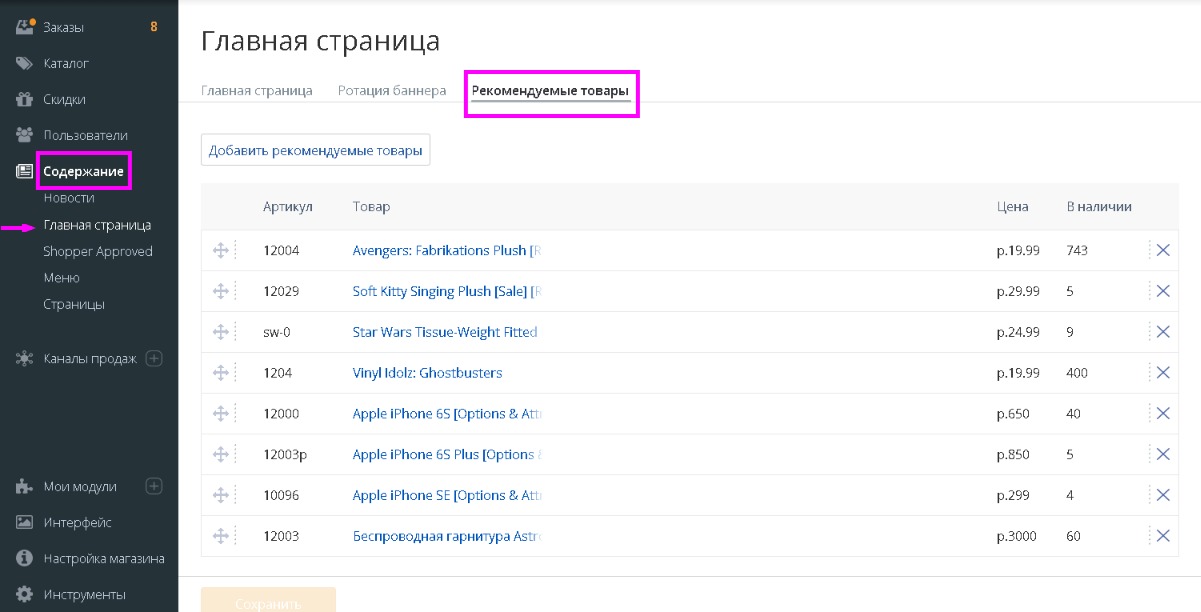 Заказы 8
Каталог
Скидки
Пользователи
Содержание
Новости
Главная страница
Shopper Approved
Меню
Страницы
Каналы продаж
Мои модули
Интерфейс
Настройка магазина
Инструменты
Главная страница
Главная страница Ротация баннера Рекомендуемые товары
Добавить рекомендуемые товары
Артикул Товар Цена В наличии
12004 Avengers: Fabrikations Plush [R р.19.99 743
12029 Soft Kitty Singing Plush [Sale] [R р.29.99 5
sw-0 Star Wars Tissue-Weight Fitted р.24.99 9
1204 Vinyl Idolz: Ghostbusters р.19.99 400
12000 Apple iPhone 6S [Options & Attr р.650 40
12003p Apple iPhone 6S Plus [Options & р.850 5
10096 Apple iPhone SE [Options & Attr р.299 4
12003 Беспроводная гарнитура Astro р.3000 60
Сохранить